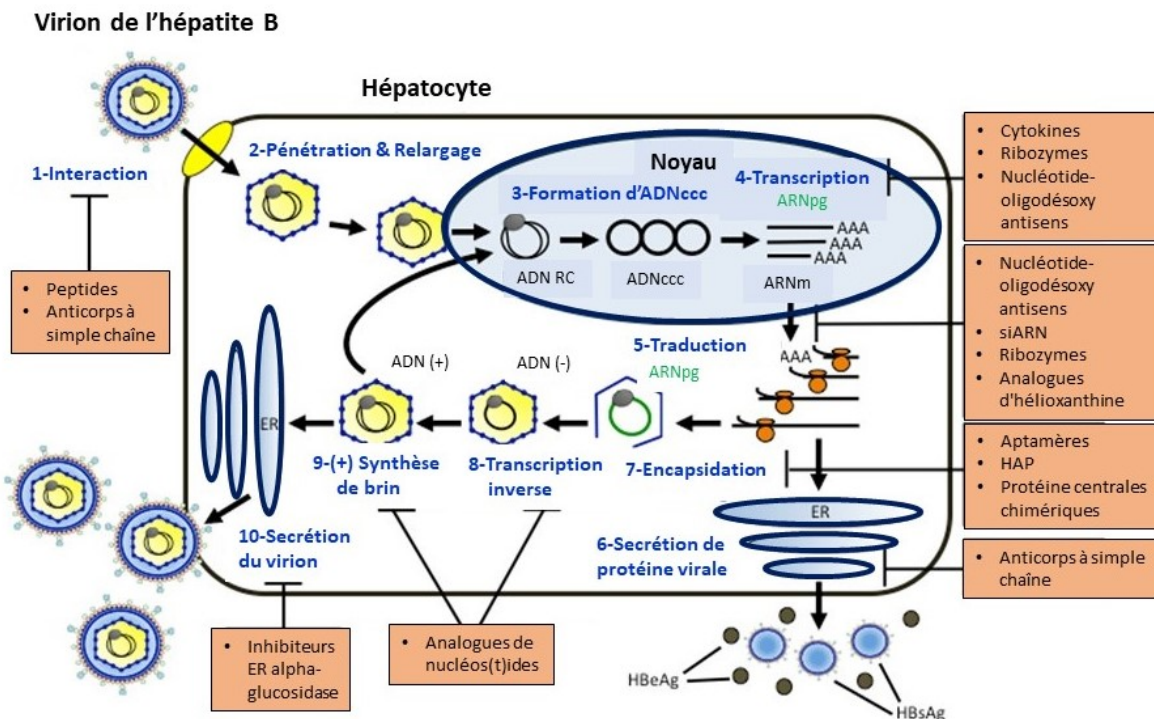 Virion de l’hépatite B
Hépatocyte
1-Interaction
2-Pénétration & Relargage
Noyau
3-Formation d’ADNccc
4-Transcription
ARNpg
AAA
AAA
AAA
ADN RC
ADNccc
ARNm
• Cytokines
• Ribozymes
• Nucléotide-
oligodésoxy
antisens
• Peptides
• Anticorps à
simple chaîne
• Nucléotide-
oligodésoxy
antisens
• siARN
• Ribozymes
• Analogues
d'hélioxanthine
5-Traduction
ARNpg
AAA
ADN (+)
ADN (-)
ER
9-(+) Synthèse
de brin
8-Transcription
inverse
7-Encapsidation
• Aptamères
• HAP
• Protéine centrales
chimériques
ER
10-Secrétion
du virion
6-Secrétion de
protéine virale
• Anticorps à simple
chaîne
• Inhibiteurs
ER alpha-
glucosidase
• Analogues de
nucléos(t)ides
HBeAg
HBsAg